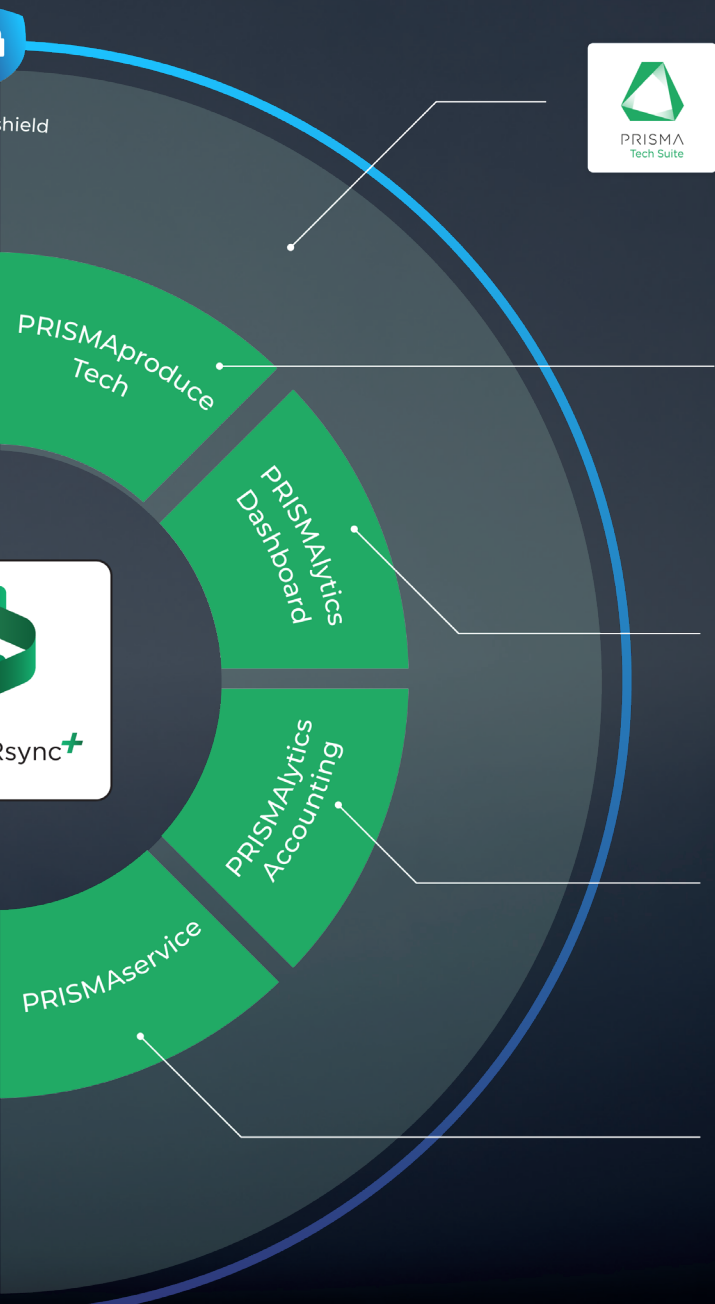 shield
PRISMA
Tech Suite
PRISMAproduce
Tech
PRISMAlytics
Dashboard
Rsync+
PRISMAlytics
Accounting
PRISMAservice